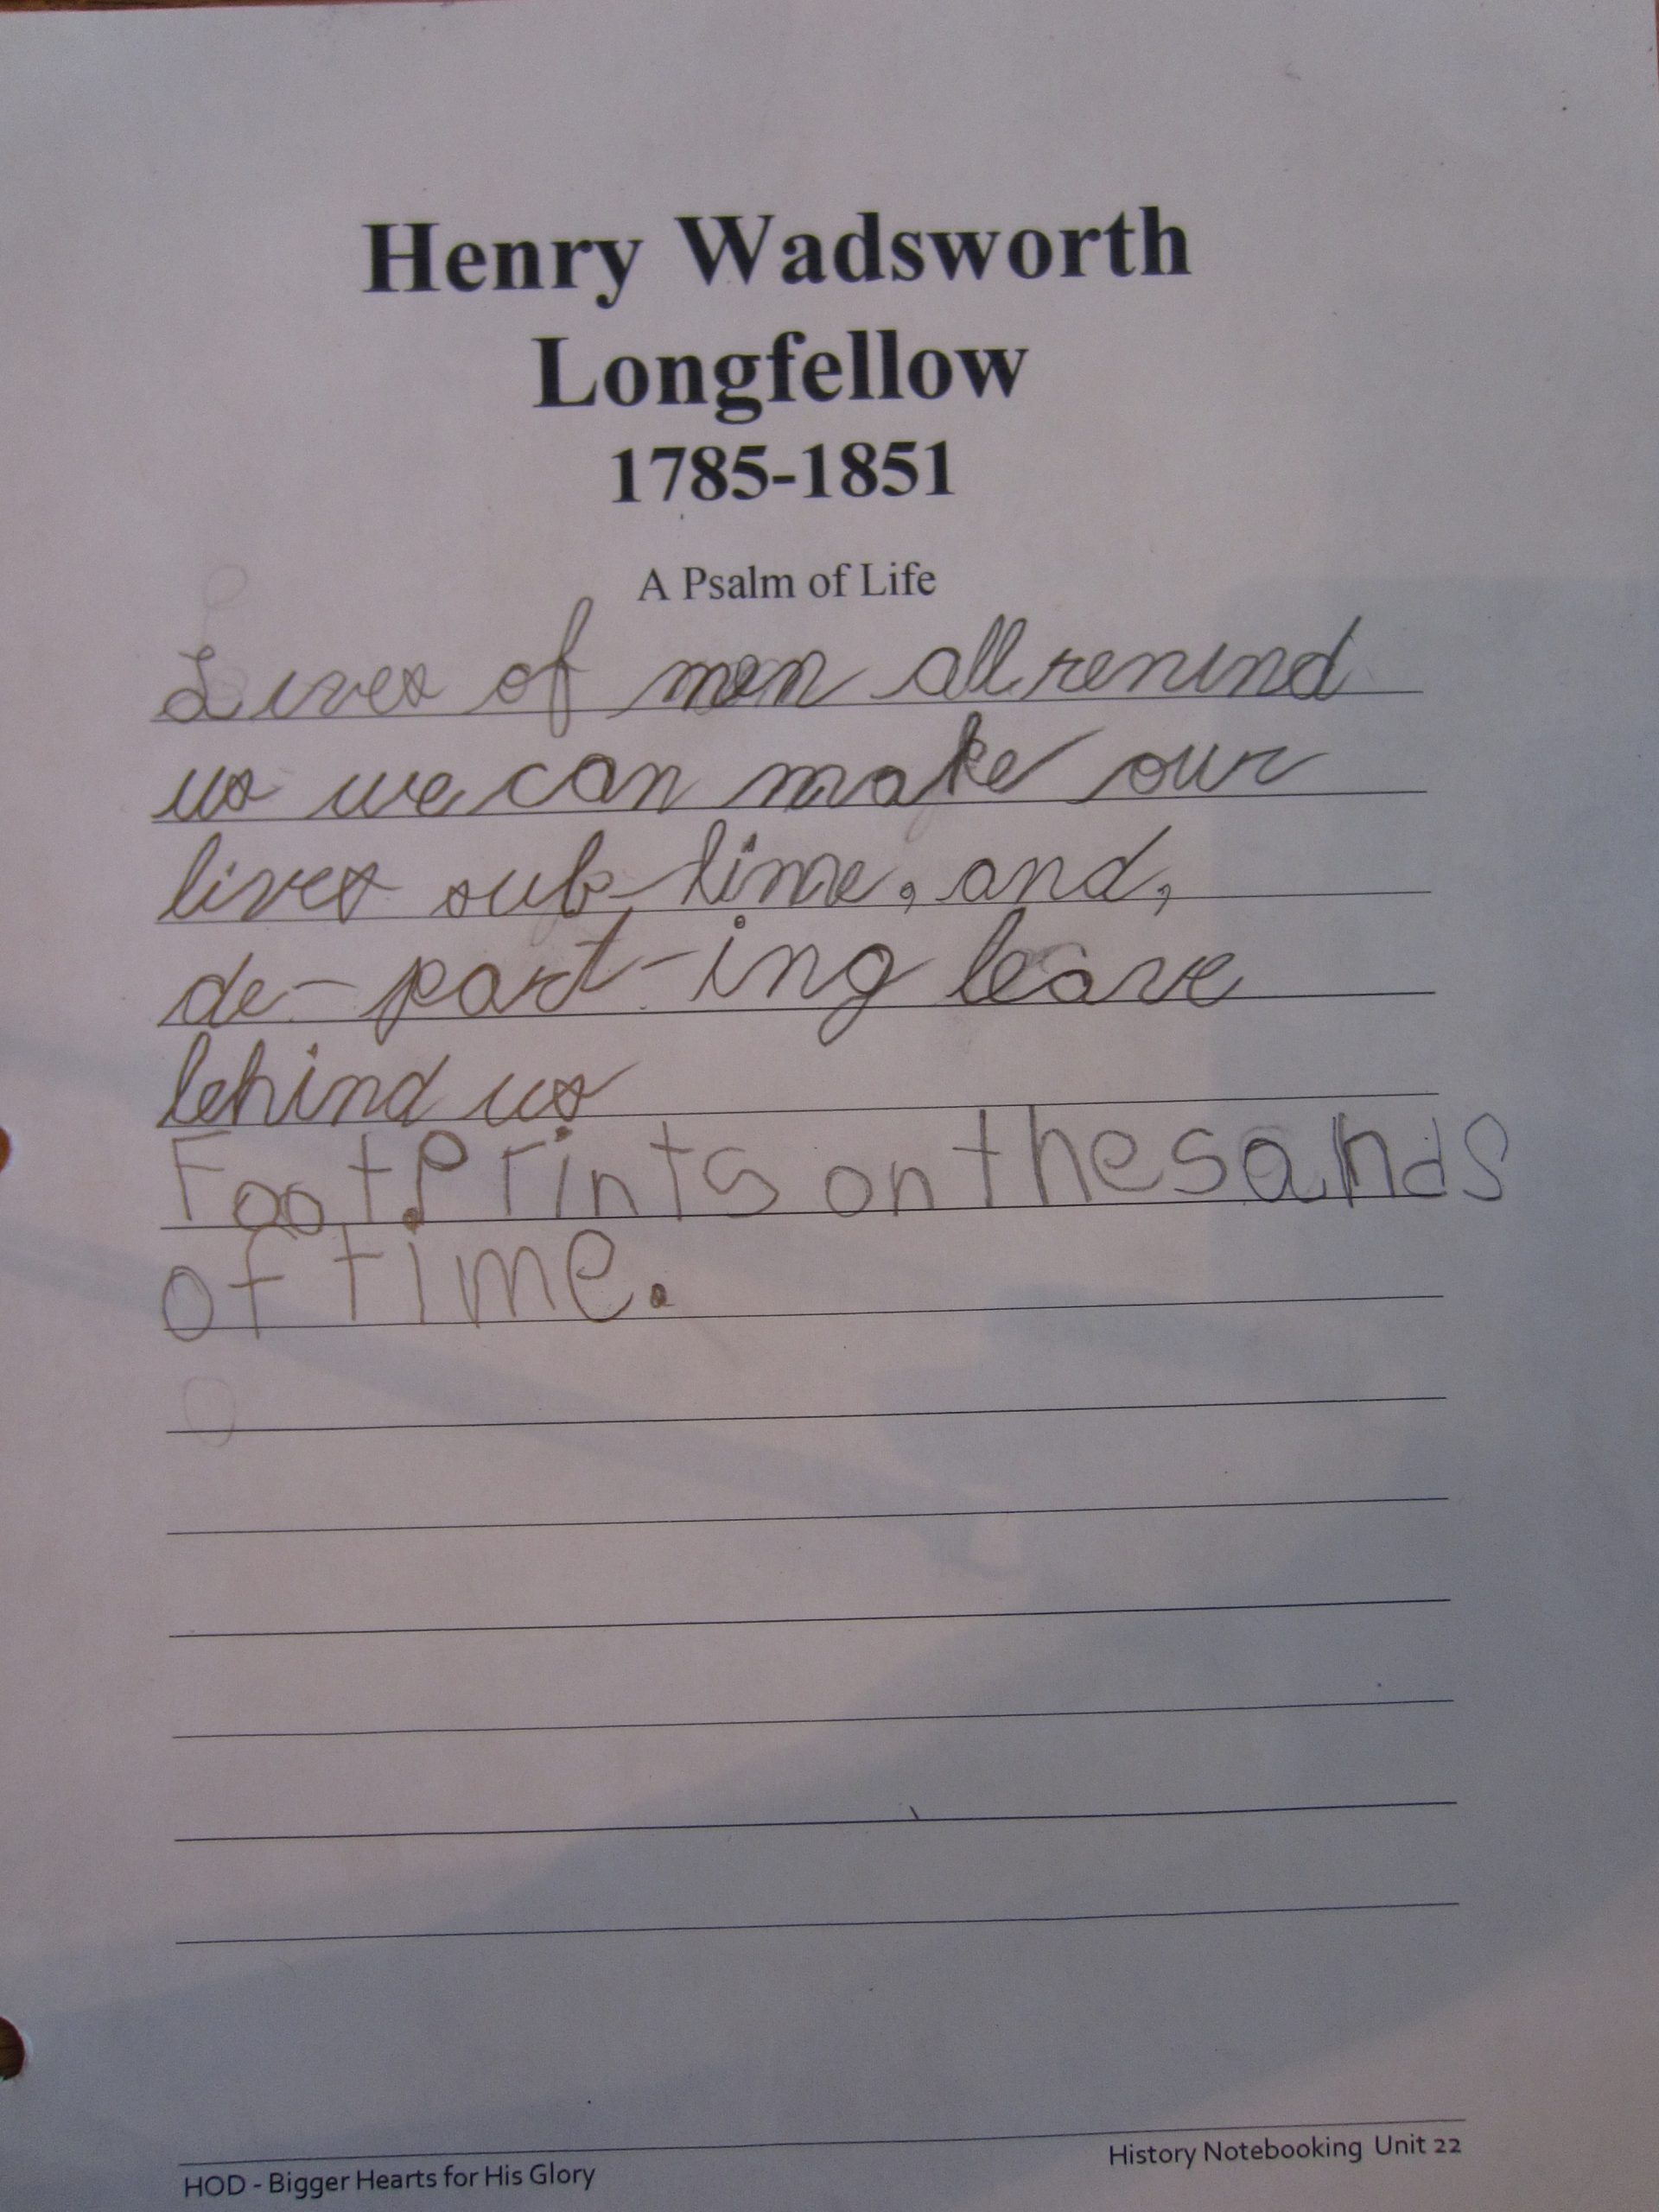 Henry Wadsworth
Longfellow
1785-1851
A Psalm of Life
Lives of men all remind
us we can make our
lives sub-lime, and,
de-part-ing leave
behind us
FootPrints on the sands
of time.
HOD - Bigger Hearts for His Glory
History Notebooking Unit 22